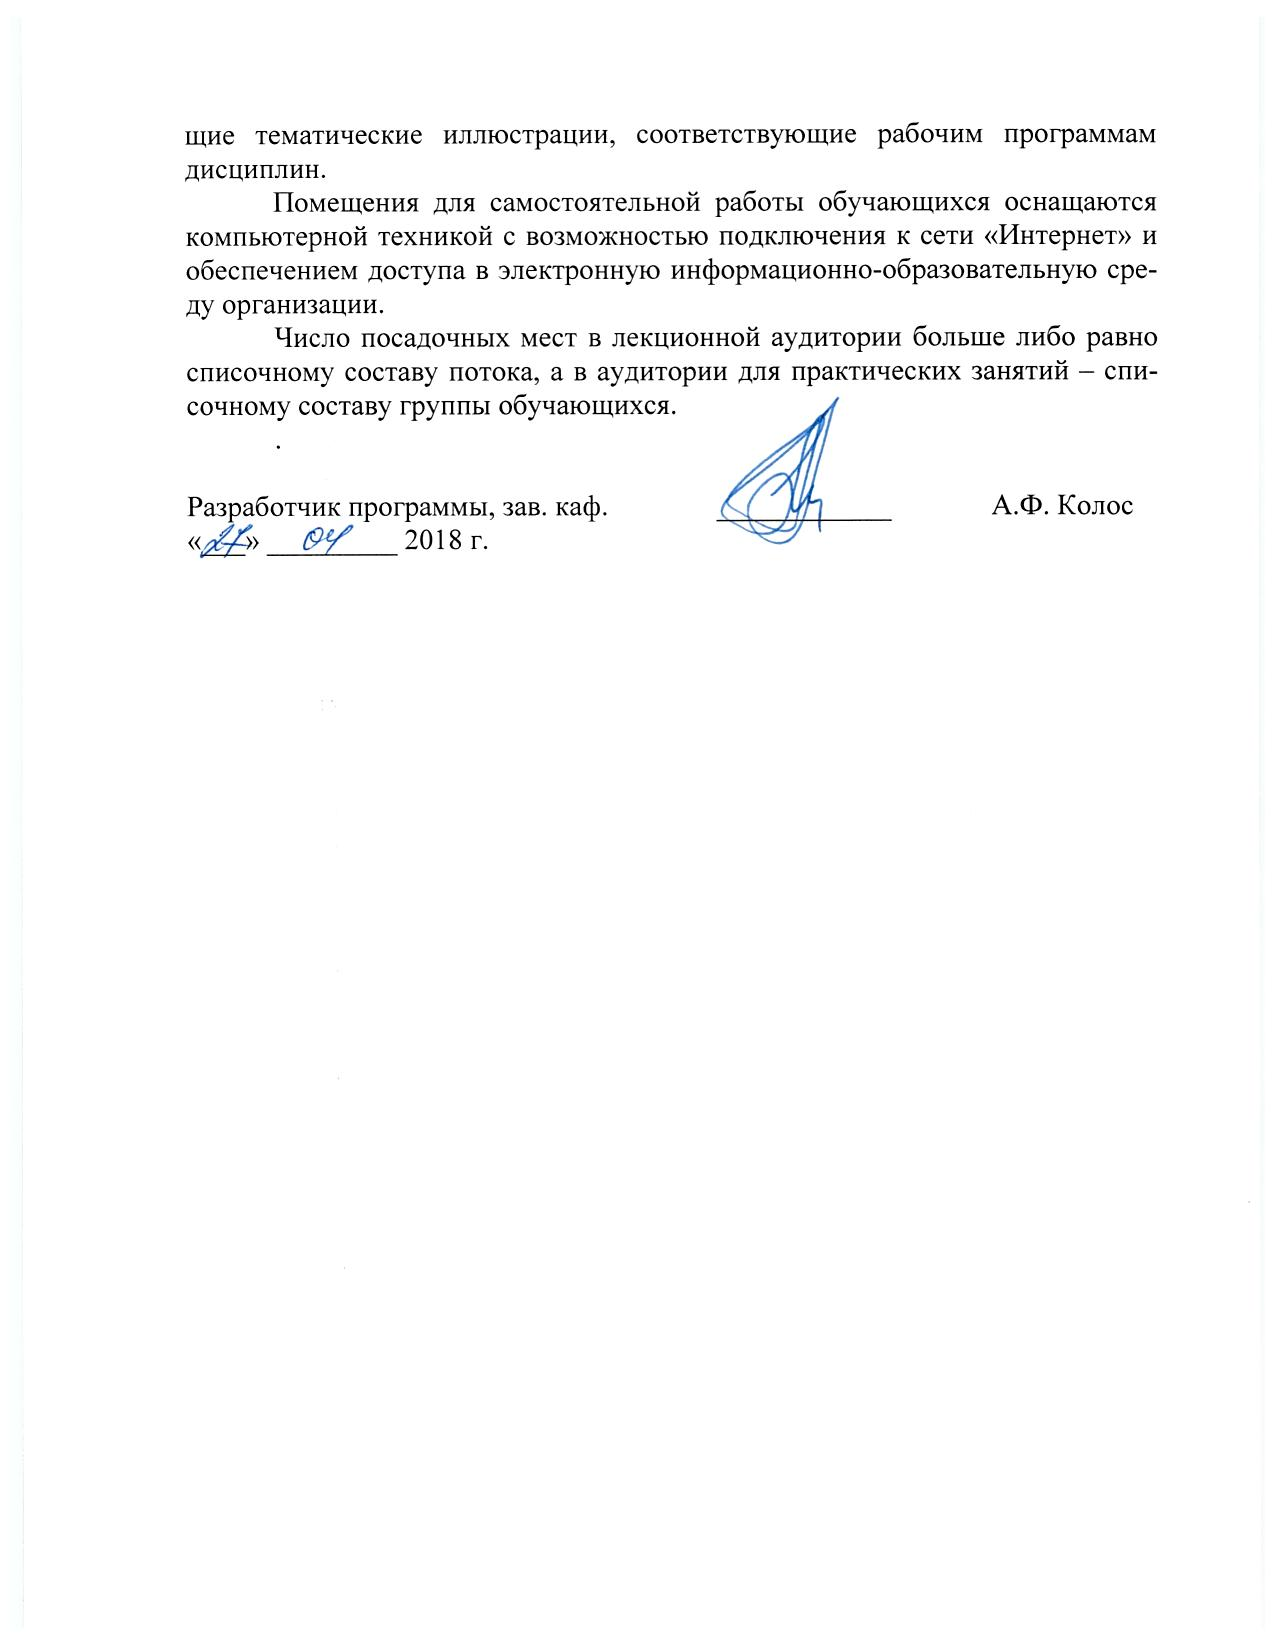 щие тематические иллюстрации, соответствующие рабочим программам
дисциплин.
Помещения для самостоятельной работы обучающихся оснащаются
компьютерной техникой с возможностью подключения к сети «Интернет» и
обеспечением доступа в электронную информационно-образовательную сре-
ду организации.
Число посадочных мест в лекционной аудитории больше либо равно
списочному составу потока, а в аудитории для практических занятий – спи-
сочному составу группы обучающихся.
.
Разработчик программы, зав. каф. А.Ф. Колос
«27» 04 2018 г.